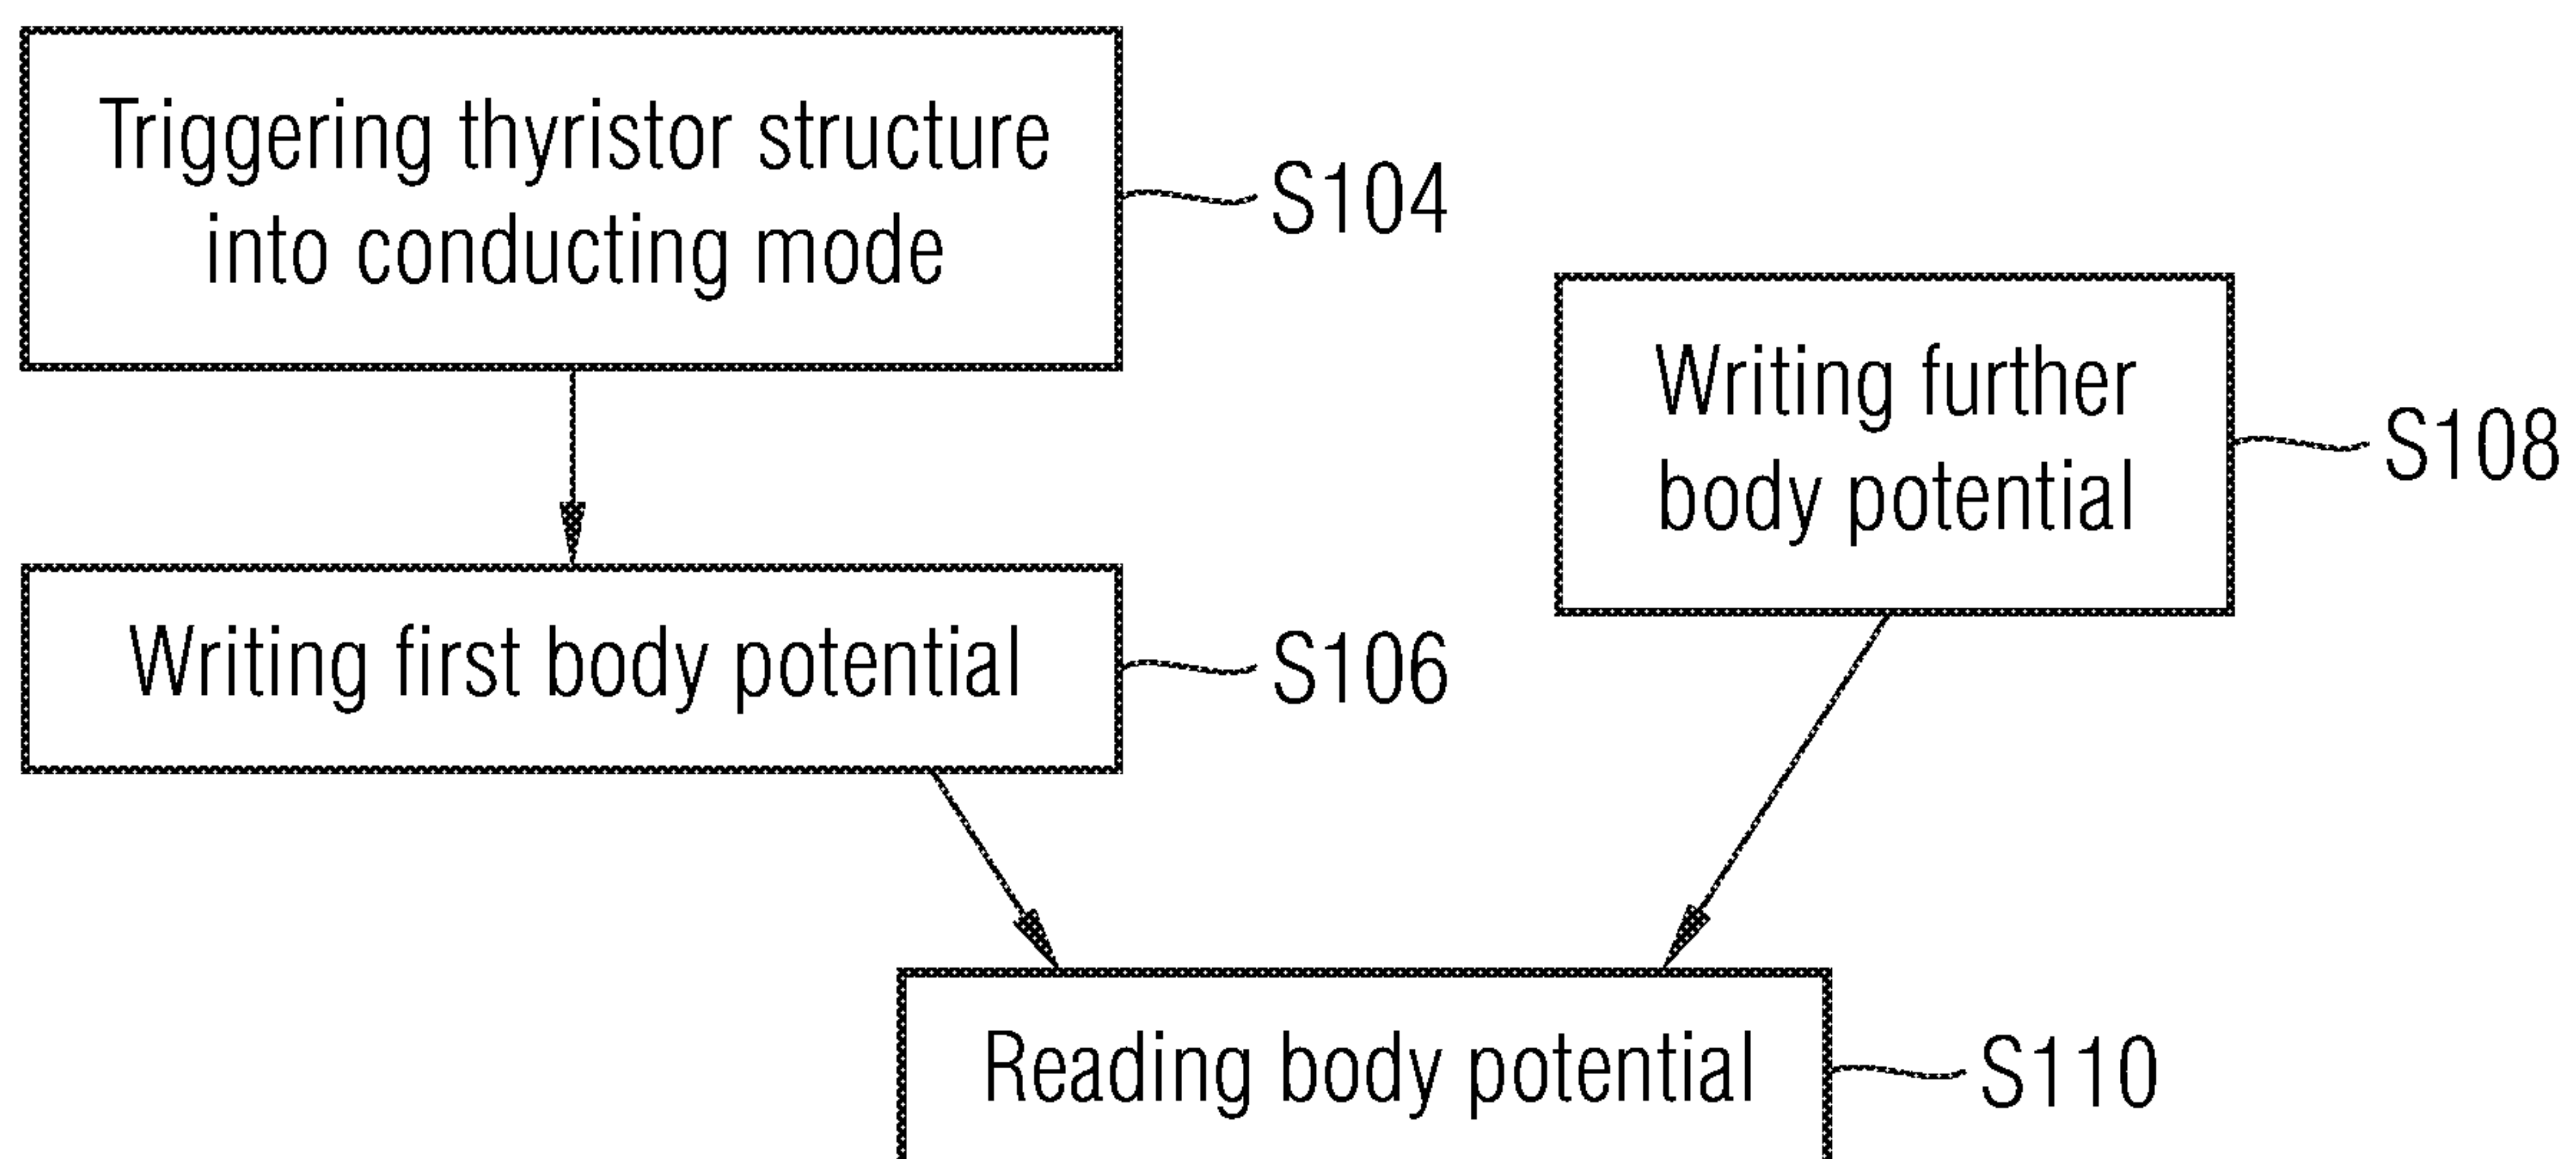 Triggering thyristor structure
into conducting mode
S104
Writing further
body potential
S108
Writing first body potential
S106
Reading body potential
S110